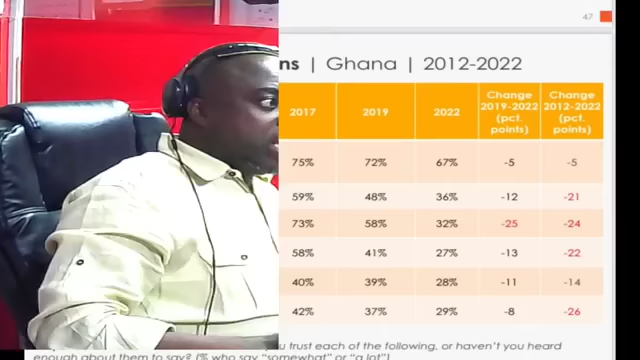 47
ns | Ghana | 2012-2022
2017 2019 2022 Change 2019-2022 (pct. points) Change 2012-2022 (pct. points)
75% 72% 67% -5 -5
59% 48% 36% -12 -21
73% 58% 32% -25 -24
58% 41% 27% -13 -22
40% 39% 28% -11 -14
42% 37% 29% -8 -26
u trust each of the following, or haven't you heard
enough about them to say? (% who say "somewhat" or "a lot")